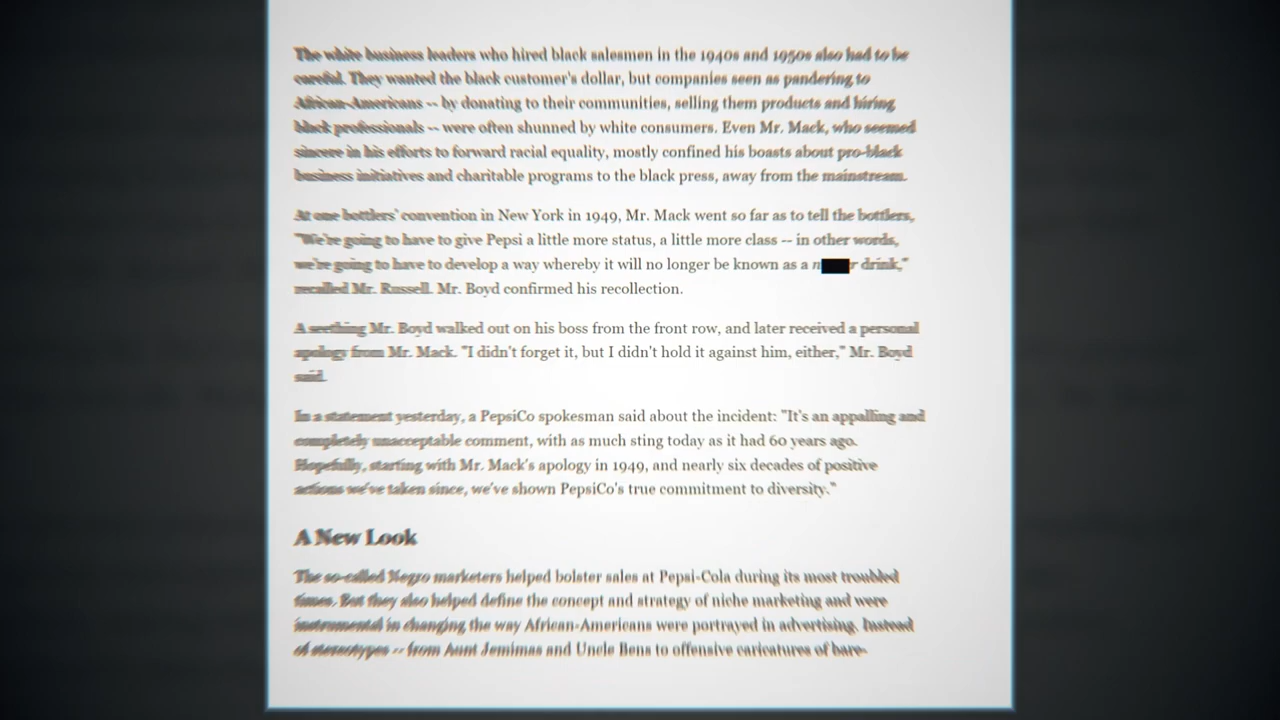 The white business leaders who hired black salesmen in the 1940s and 1950s also had to be
careful. They wanted the black customer's dollar, but companies seen as pandering to
African-Americans -- by donating to their communities, selling them products and hiring
black professionals -- were often shunned by white consumers. Even Mr. Mack, who seemed
sincere in his efforts to forward racial equality, mostly confined his boasts about pro-black
business initiatives and charitable programs to the black press, away from the mainstream.
At one bottlers' convention in New York in 1949, Mr. Mack went so far as to tell the bottlers,
"We're going to have to give Pepsi a little more status, a little more class -- in other words,
we're going to have to develop a way whereby it will no longer be known as a n r drink,"
recalled Mr. Russell. Mr. Boyd confirmed his recollection.
A seething Mr. Boyd walked out on his boss from the front row, and later received a personal
apology from Mr. Mack. "I didn't forget it, but I didn't hold it against him, either," Mr. Boyd
said.
In a statement yesterday, a PepsiCo spokesman said about the incident: "It's an appalling and
completely unacceptable comment, with as much sting today as it had 60 years ago.
Hopefully, starting with Mr. Mack's apology in 1949, and nearly six decades of positive
actions we've taken since, we've shown PepsiCo's true commitment to diversity."
A New Look
The so-called Negro marketers helped bolster sales at Pepsi-Cola during its most troubled
times. But they also helped define the concept and strategy of niche marketing and were
instrumental in changing the way African-Americans were portrayed in advertising. Instead
of stereotypes -- from Aunt Jemimas and Uncle Bens to offensive caricatures of bare-